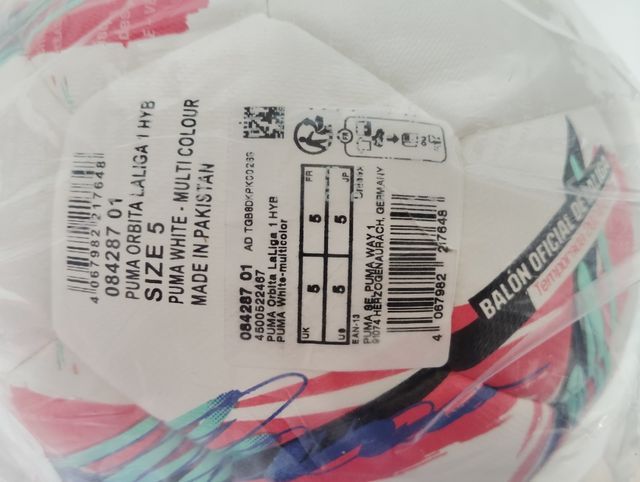 4 067982 217648
084287 01
PUMA ORBITA LALIGA 1 HYB
SIZE 5
PUMA WHITE - MULTI COLOUR
MADE IN PAKISTAN
084287 01
4500522467
PUMA Orbita LaLiga 1 HYB
PUMA White-multicolor
UK 5
FR 5
US 5
JP 5
EAN-13
PUMA SE, PUMA WAY 1
91074 HERZOGENAURACH, GERMANY
4 067982 217648
BALÓN OFICIAL DE
Temporada